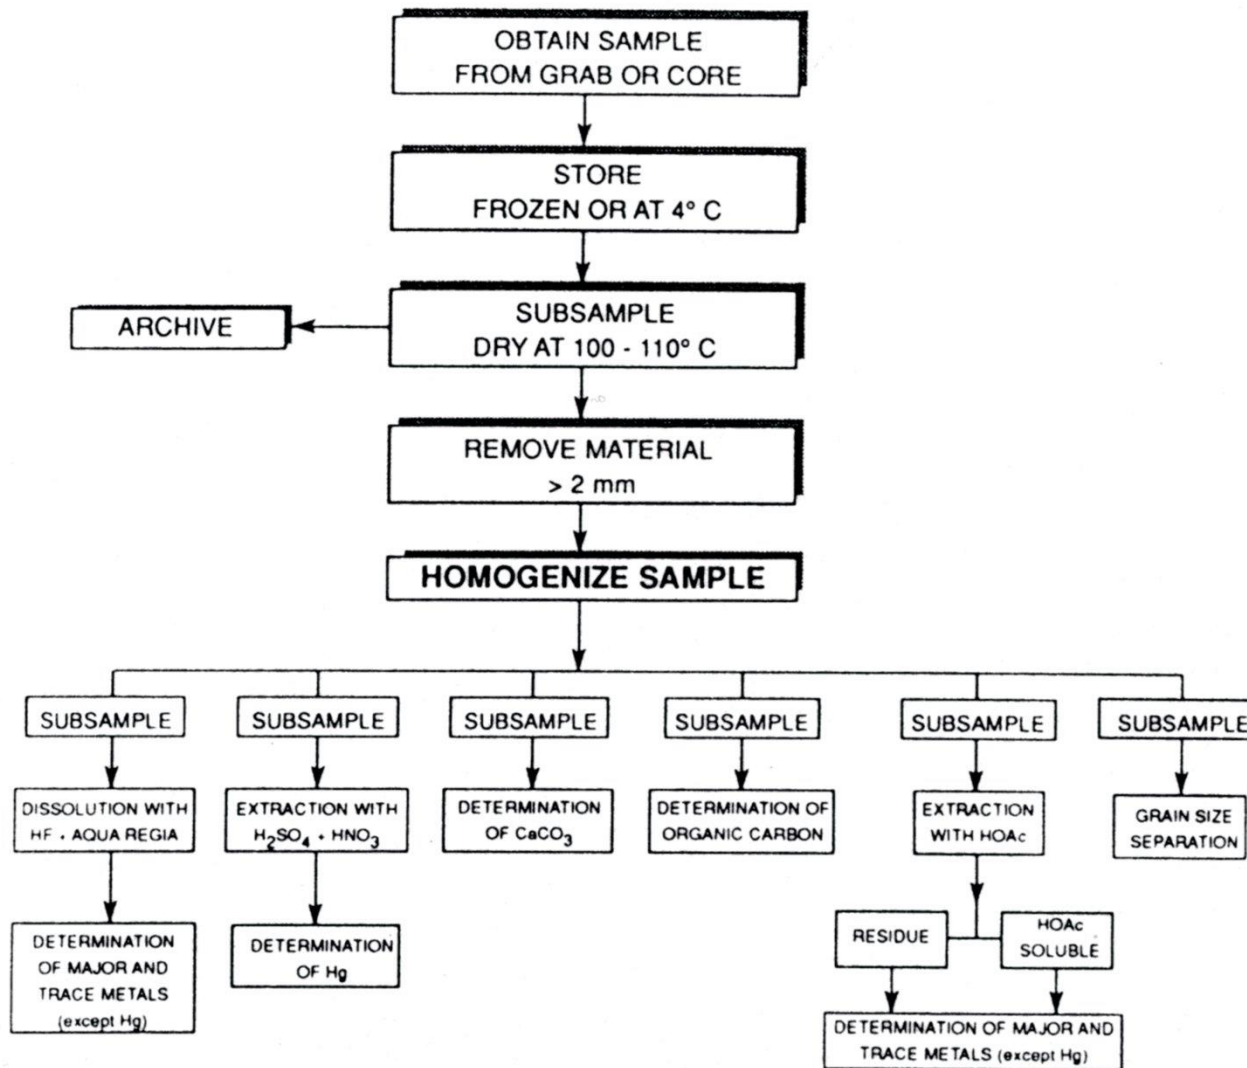 OBTAIN SAMPLE
FROM GRAB OR CORE
STORE
FROZEN OR AT 4° C
SUBSAMPLE
DRY AT 100 - 110° C
ARCHIVE
REMOVE MATERIAL
> 2 mm
HOMOGENIZE SAMPLE
SUBSAMPLE
DISSOLUTION WITH
HF + AQUA REGIA
DETERMINATION
OF MAJOR AND
TRACE METALS
(except Hg)
SUBSAMPLE
EXTRACTION WITH
H₂SO₄ + HNO₃
DETERMINATION
OF Hg
SUBSAMPLE
DETERMINATION
OF CaCO₃
SUBSAMPLE
DETERMINATION OF
ORGANIC CARBON
SUBSAMPLE
EXTRACTION
WITH HOAc
RESIDUE
HOAc
SOLUBLE
DETERMINATION OF MAJOR AND
TRACE METALS (except Hg)
SUBSAMPLE
GRAIN SIZE
SEPARATION